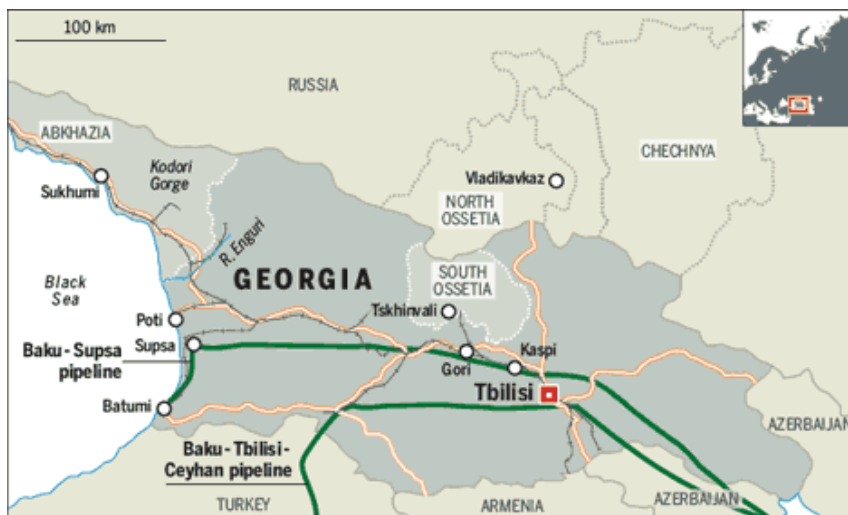 100 km
RUSSIA
ABKHAZIA
CHECHNYA
Kodori
Gorge
Vladikavkaz
Sukhumi
NORTH
OSSETIA
R. Enguri
GEORGIA
SOUTH
OSSETIA
Black
Sea
Tskhinvali
Poti
Baku - Supsa
pipeline
Supsa
Kaspi
Gori
Tbilisi
Batumi
AZERBAIJAN
Baku - Tbilisi -
Ceyhan pipeline
TURKEY
ARMENIA
AZERBAIJAN